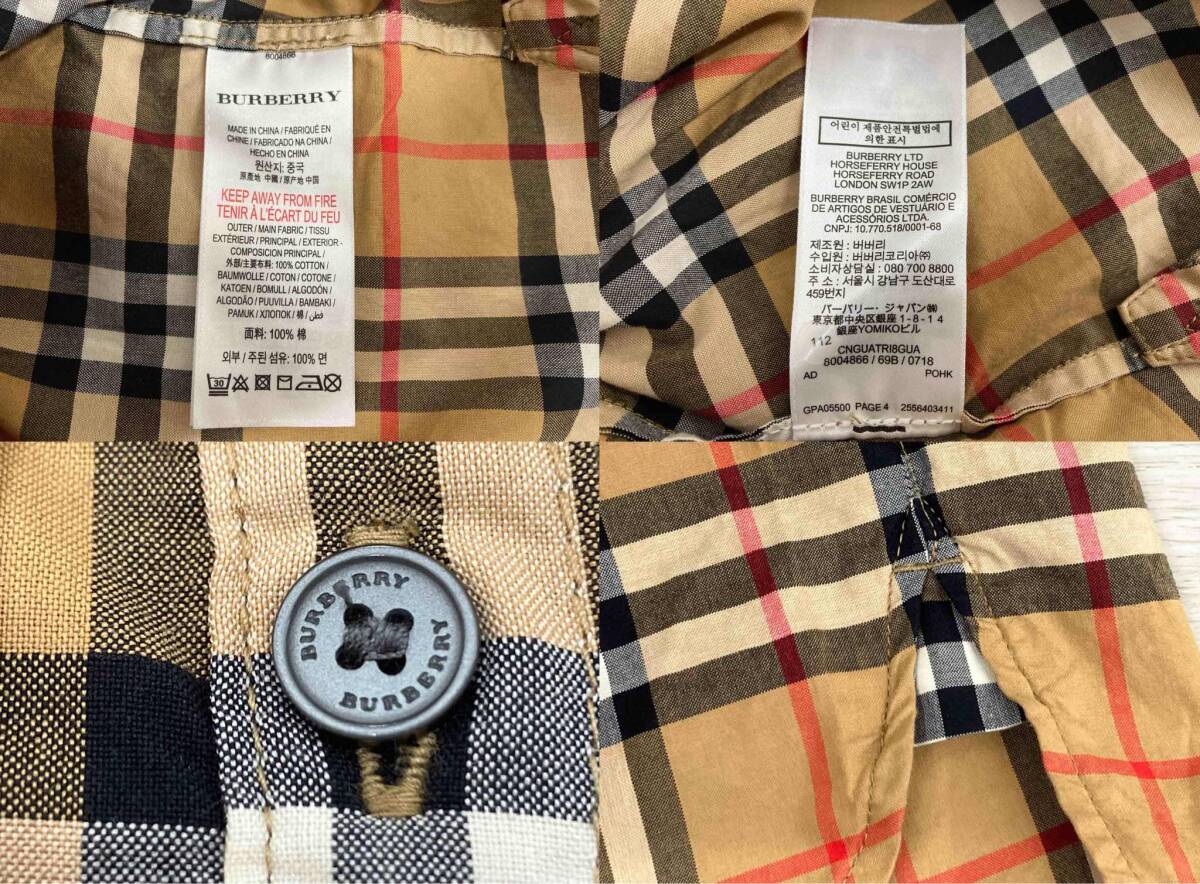 8004866
BURBERRY
MADE IN CHINA / FABRIQUÉ EN
CHINE / FABRICADO NA CHINA /
HECHO EN CHINA
원산지: 중국
原產地 中國 / 原产地 中国
KEEP AWAY FROM FIRE
TENIR À L'ÉCART DU FEU
OUTER / MAIN FABRIC / TISSU
EXTÉRIEUR / PRINCIPAL / EXTERIOR -
COMPOSICION PRINCIPAL /
外部/主要布料: 100% COTTON /
BAUMWOLLE / COTON / COTONE /
KATOEN / BOMULL / ALGODÓN /
ALGODÃO / PUUVILLA / BAMBAKI /
PAMUK / ХЛОПОК / 棉 / قطن
面料: 100% 棉
외부 / 주된 섬유: 100% 면
30
어린이 제품안전특별법에
의한 표시
BURBERRY LTD
HORSEFERRY HOUSE
HORSEFERRY ROAD
LONDON SW1P 2AW
BURBERRY BRASIL COMÉRCIO
DE ARTIGOS DE VESTUÁRIO E
ACESSÓRIOS LTDA.
CNPJ: 10.770.518/0001-68
제조원 : 버버리
수입원 : 버버리코리아㈜
소비자상담실 : 080 700 8800
주 소 : 서울시 강남구 도산대로
459번지
バーバリー・ジャパン㈱
東京都中央区銀座1-8-14
銀座YOMIKOビル
112
CNGUATRI8GUA
8004866 / 69B / 0718
AD POHK
GPA05500 PAGE 4 2556403411
BURBERRY
BURBERRY